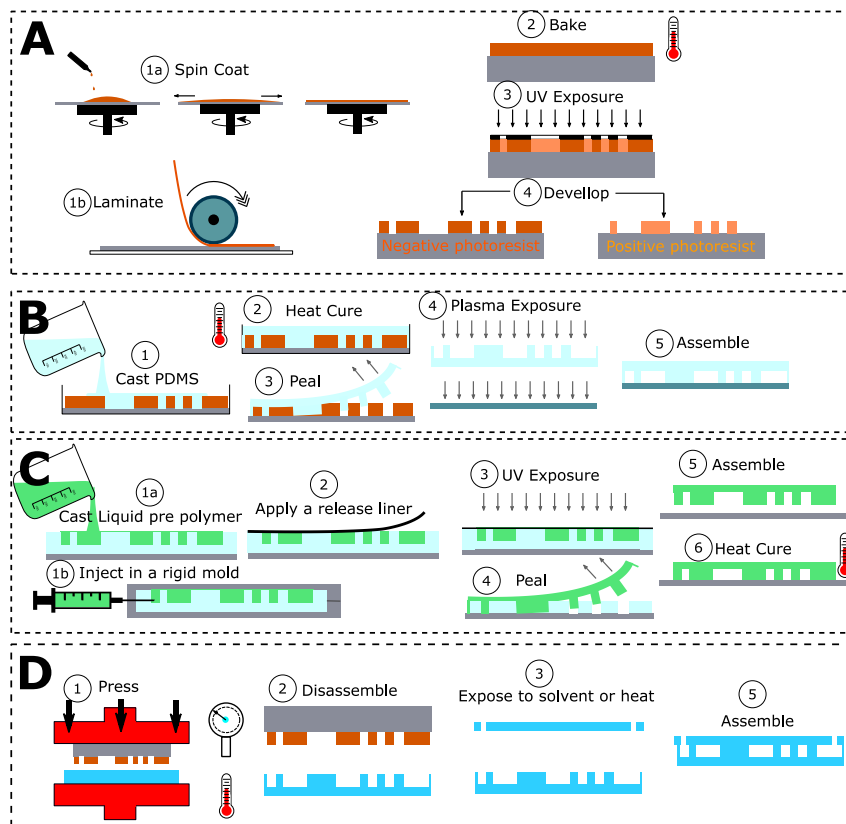 A
1a Spin Coat
1b Laminate
2 Bake
3 UV Exposure
4 Devellop
Negative photoresist
Positive photoresist
B
1
Cast PDMS
2 Heat Cure
3 Peal
4 Plasma Exposure
5 Assemble
C
1a
Cast Liquid pre polymer
1b Inject in a rigid mold
2
Apply a release liner
3 UV Exposure
4 Peal
5 Assemble
6 Heat Cure
D
1 Press
2 Disassemble
3
Expose to solvent or heat
5
Assemble